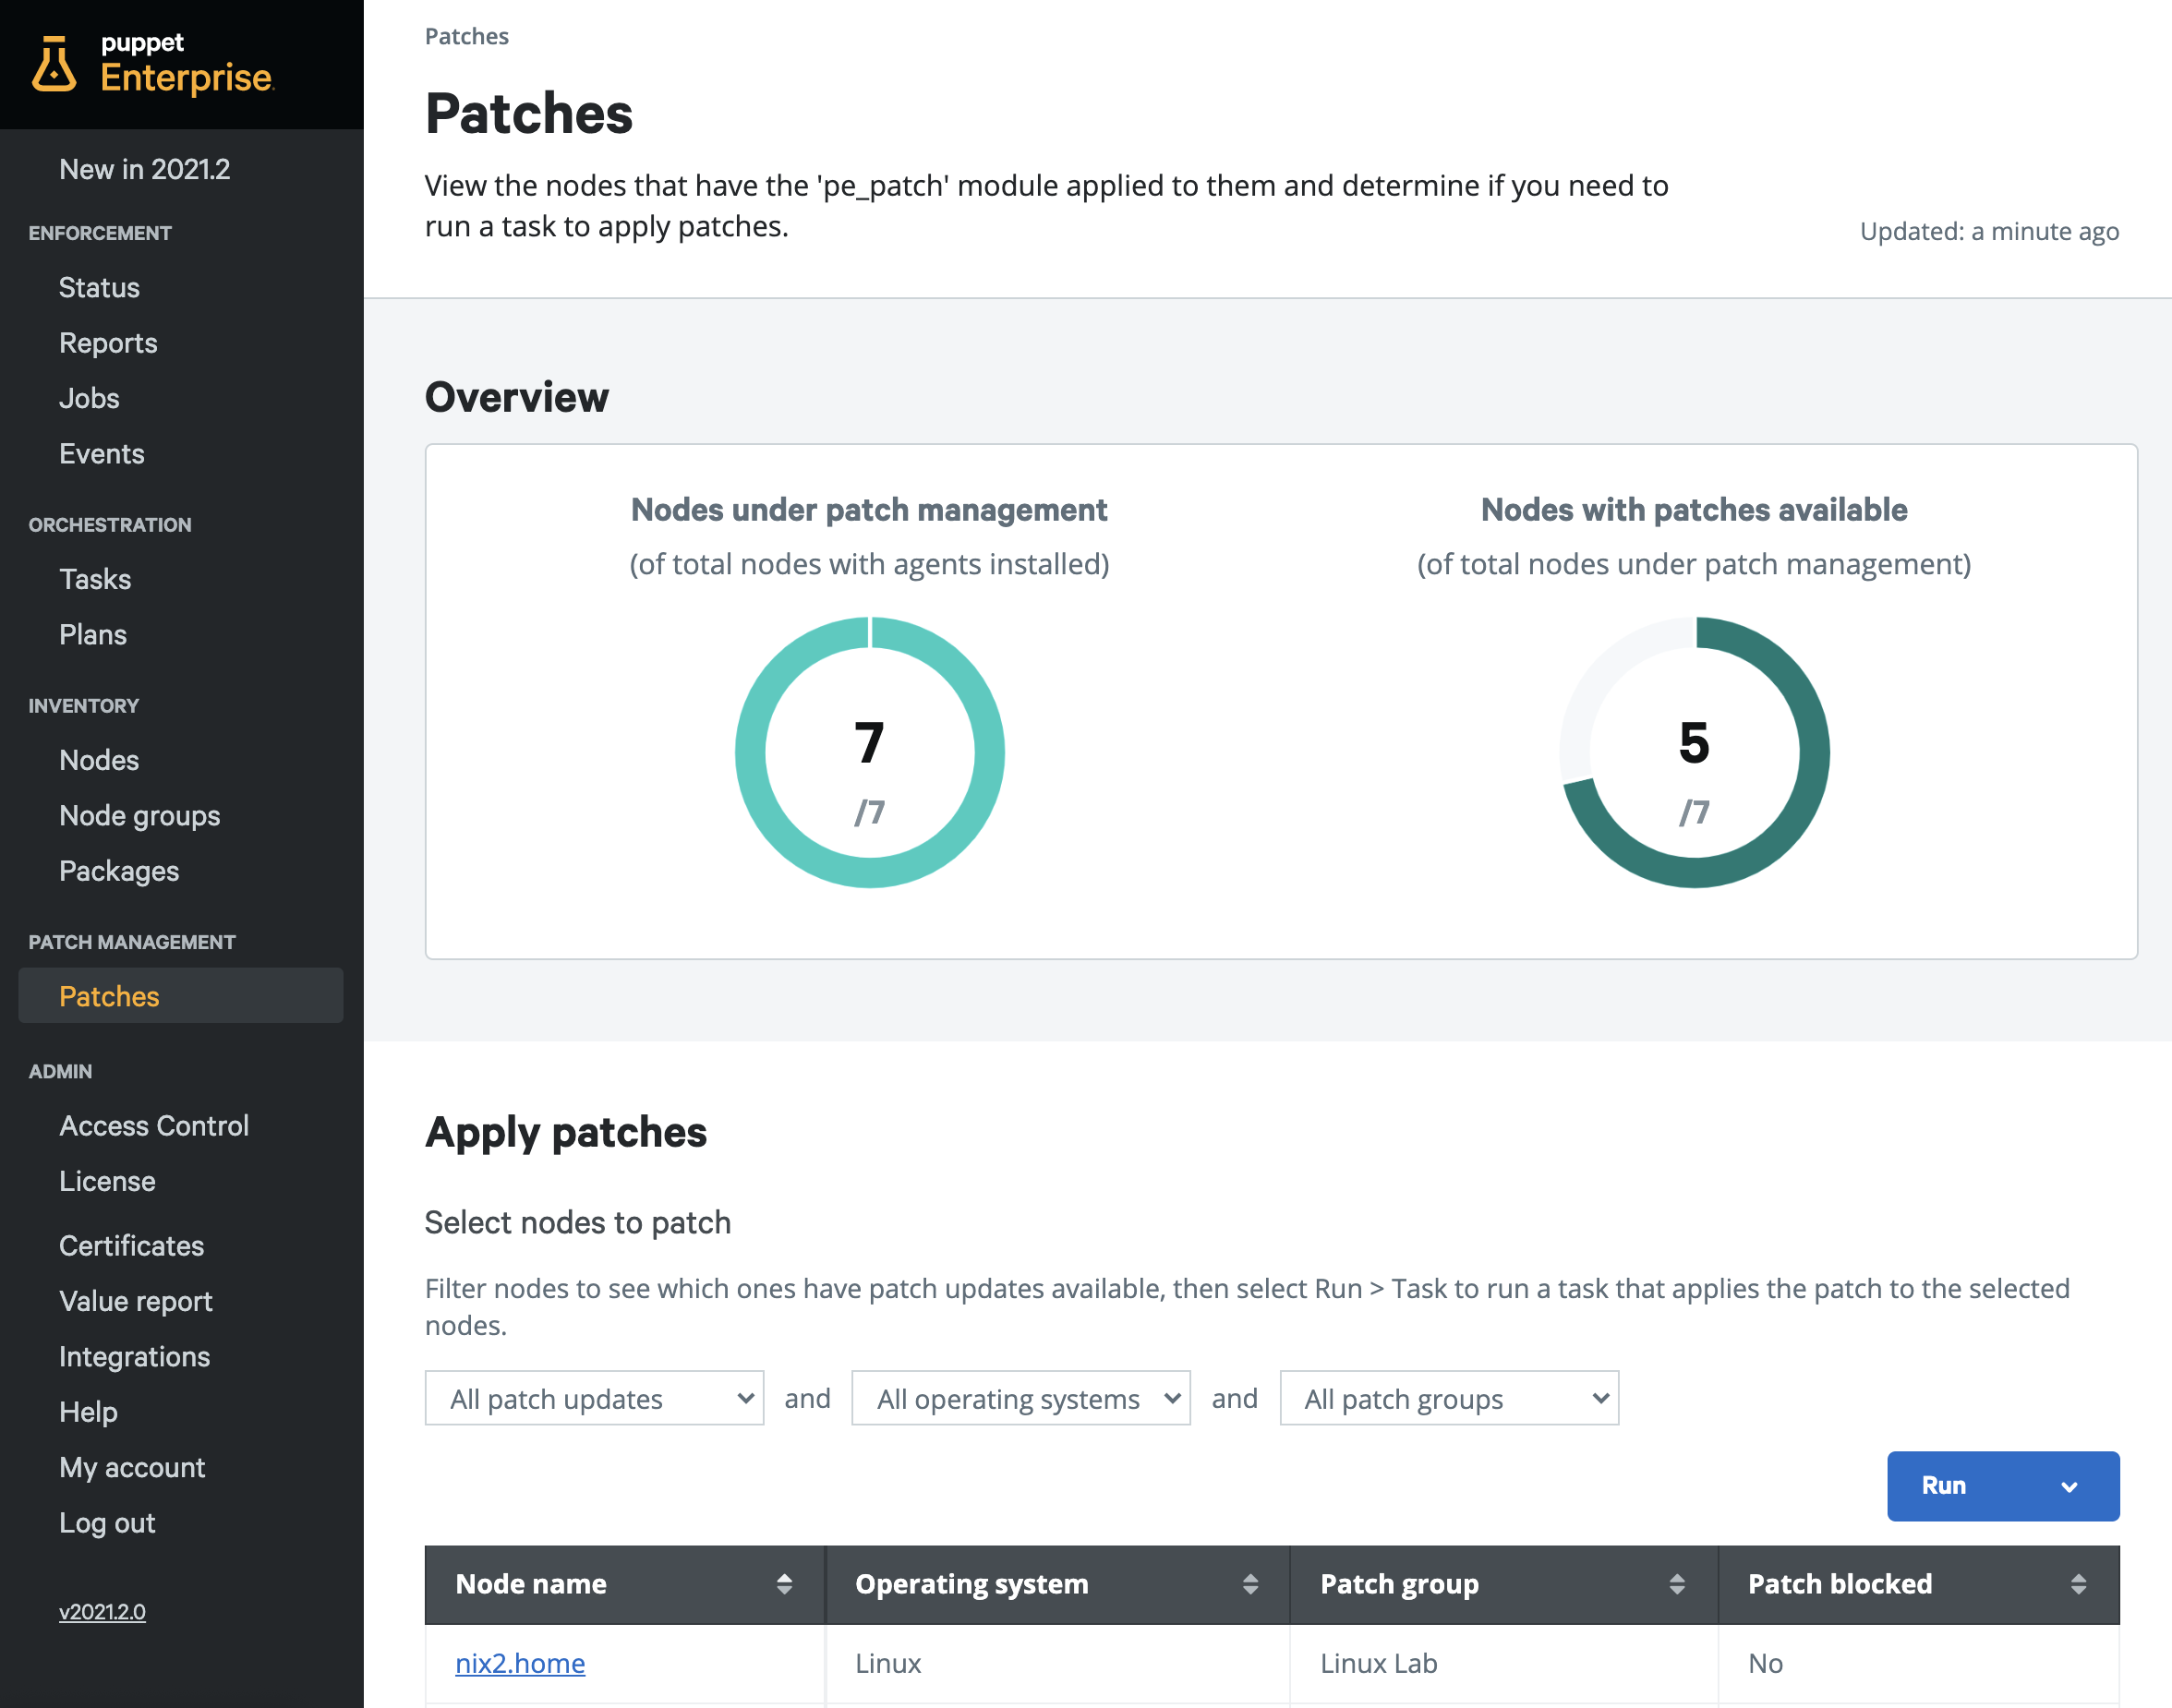 puppet
Enterprise.
New in 2021.2
ENFORCEMENT
Status
Reports
Jobs
Events
ORCHESTRATION
Tasks
Plans
INVENTORY
Nodes
Node groups
Packages
PATCH MANAGEMENT
Patches
ADMIN
Access Control
License
Certificates
Value report
Integrations
Help
My account
Log out
v2021.2.0
Patches
Patches
View the nodes that have the 'pe_patch' module applied to them and determine if you need to
run a task to apply patches.
Updated: a minute ago
Overview
Nodes under patch management
(of total nodes with agents installed)
7
/7
Nodes with patches available
(of total nodes under patch management)
5
/7
Apply patches
Select nodes to patch
Filter nodes to see which ones have patch updates available, then select Run > Task to run a task that applies the patch to the selected
nodes.
All patch updates and All operating systems and All patch groups
Run
Node name Operating system Patch group Patch blocked
nix2.home Linux Linux Lab No